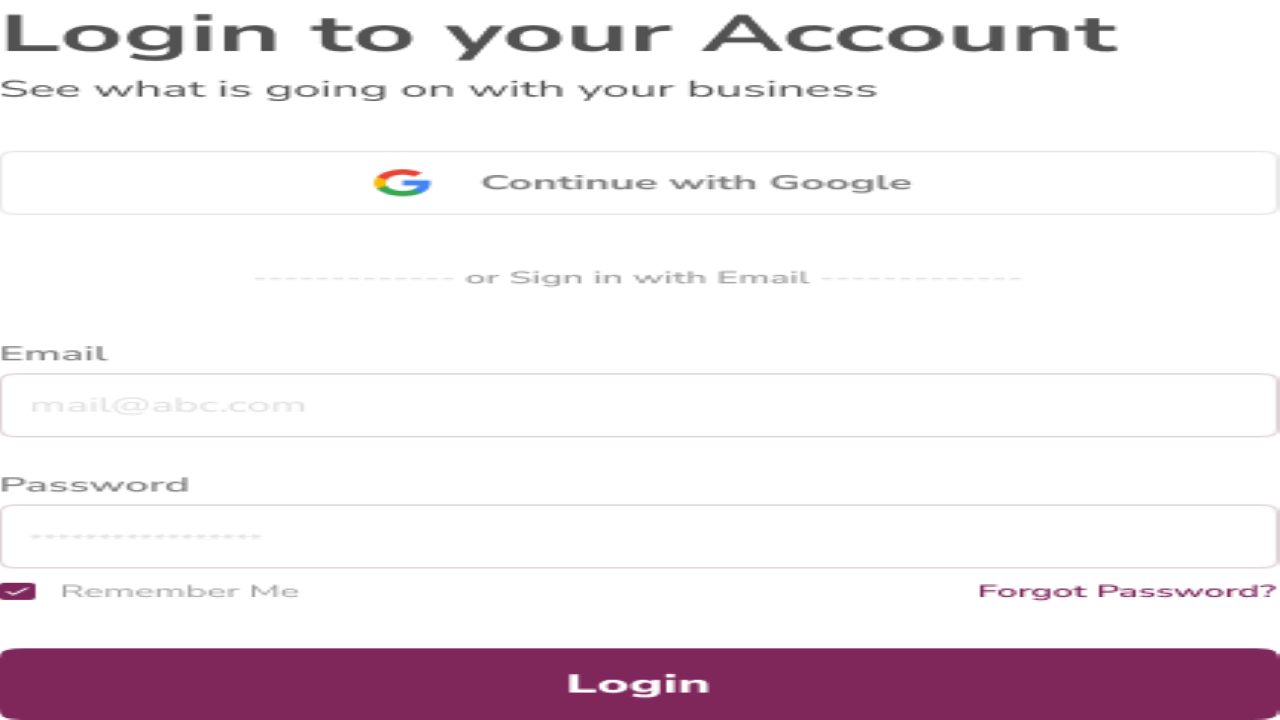 Login to your Account
See what is going on with your business
Continue with Google
------------- or Sign in with Email -------------
Email
mail@abc.com
Password
*****************
Remember Me
Forgot Password?
Login